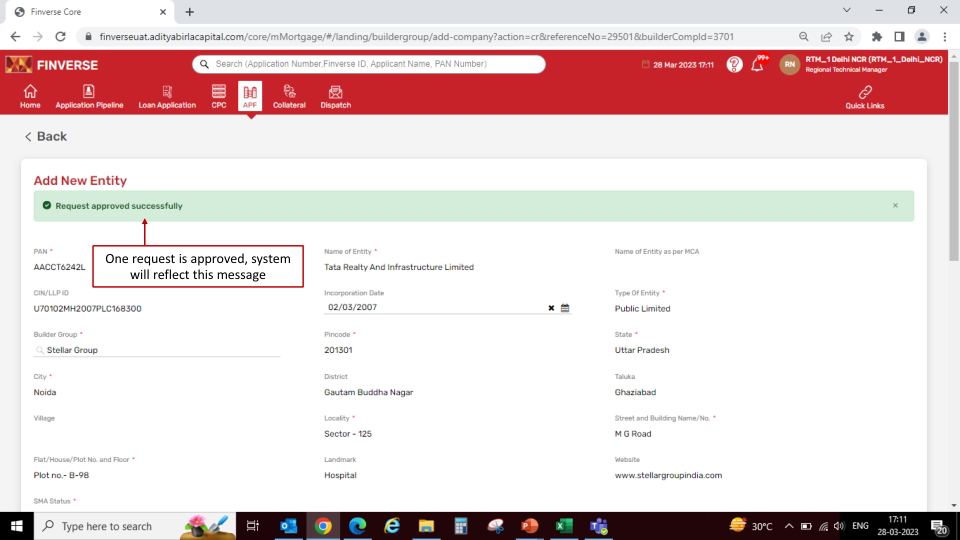 Finverse Core
finverseuat.adityabirlacapital.com/core/mMortgage/#/landing/buildergroup/add-company?action=cr&referenceNo=29501&builderCompId=3701
FINVERSE
Search (Application Number,Finverse ID, Applicant Name, PAN Number)
28 Mar 2023 17:11
99+
RN
RTM_1 Delhi NCR (RTM_1_Delhi_NCR)
Regional Technical Manager
Home Application Pipeline Loan Application CPC APF Collateral Dispatch Quick Links
< Back
Add New Entity
Request approved successfully ×
One request is approved, system
will reflect this message
PAN * Name of Entity * Name of Entity as per MCA
AACCT6242L Tata Realty And Infrastructure Limited
CIN/LLP ID Incorporation Date Type Of Entity *
U70102MH2007PLC168300 02/03/2007 Public Limited
Builder Group * Pincode * State *
Stellar Group 201301 Uttar Pradesh
City * District Taluka
Noida Gautam Buddha Nagar Ghaziabad
Village Locality * Street and Building Name/No. *
Sector - 125 M G Road
Flat/House/Plot No. and Floor * Landmark Website
Plot no.- B-98 Hospital www.stellargroupindia.com
SMA Status *
Type here to search
30°C
ENG
17:11
28-03-2023
20